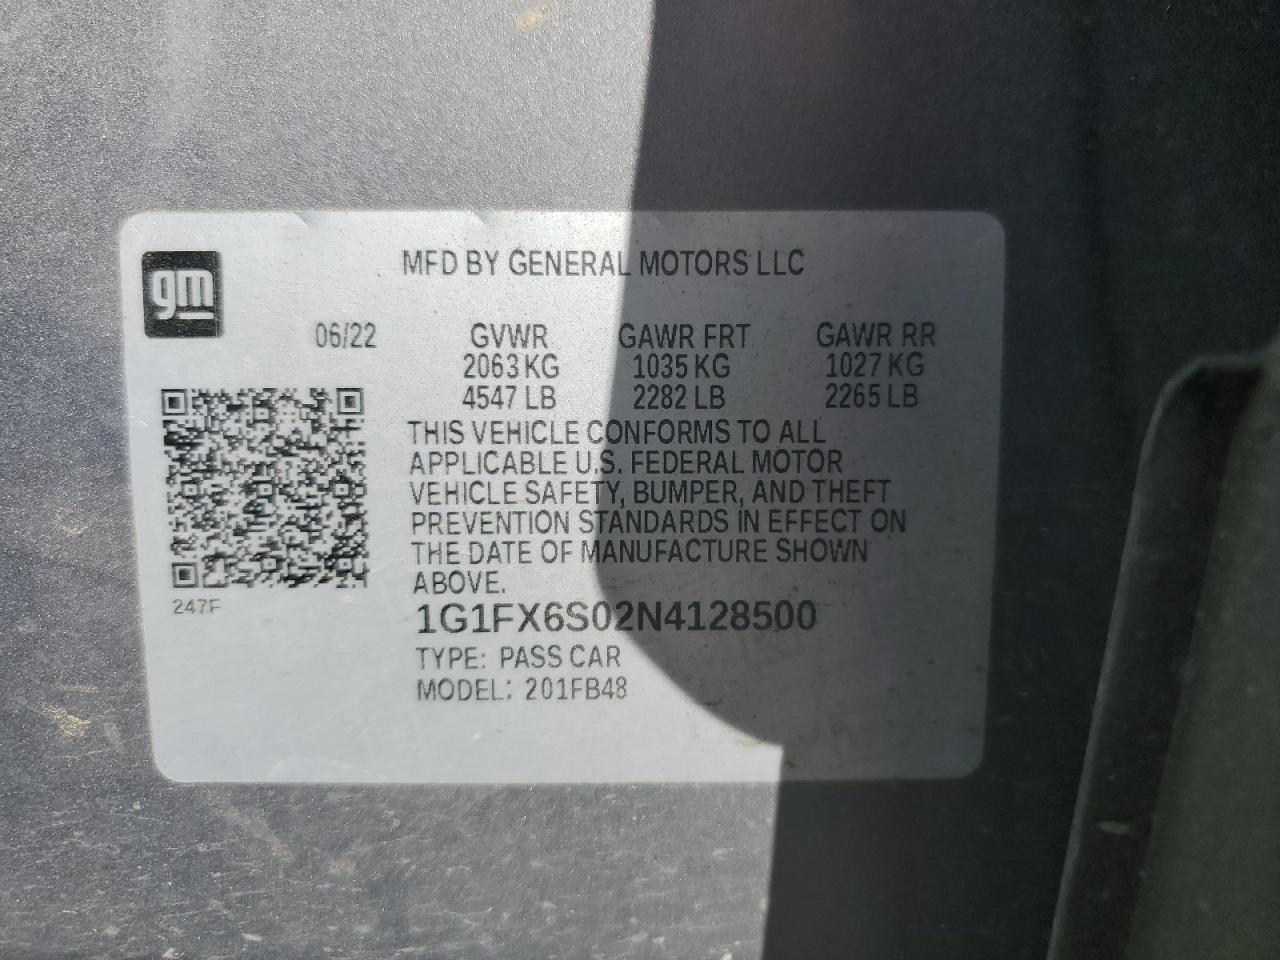 MFD BY GENERAL MOTORS LLC
gm
06/22 GVWR GAWR FRT GAWR RR
2063 KG 1035 KG 1027 KG
4547 LB 2282 LB 2265 LB
THIS VEHICLE CONFORMS TO ALL
APPLICABLE U.S. FEDERAL MOTOR
VEHICLE SAFETY, BUMPER, AND THEFT
PREVENTION STANDARDS IN EFFECT ON
THE DATE OF MANUFACTURE SHOWN
ABOVE.
247F
1G1FX6S02N4128500
TYPE: PASS CAR
MODEL: 201FB48